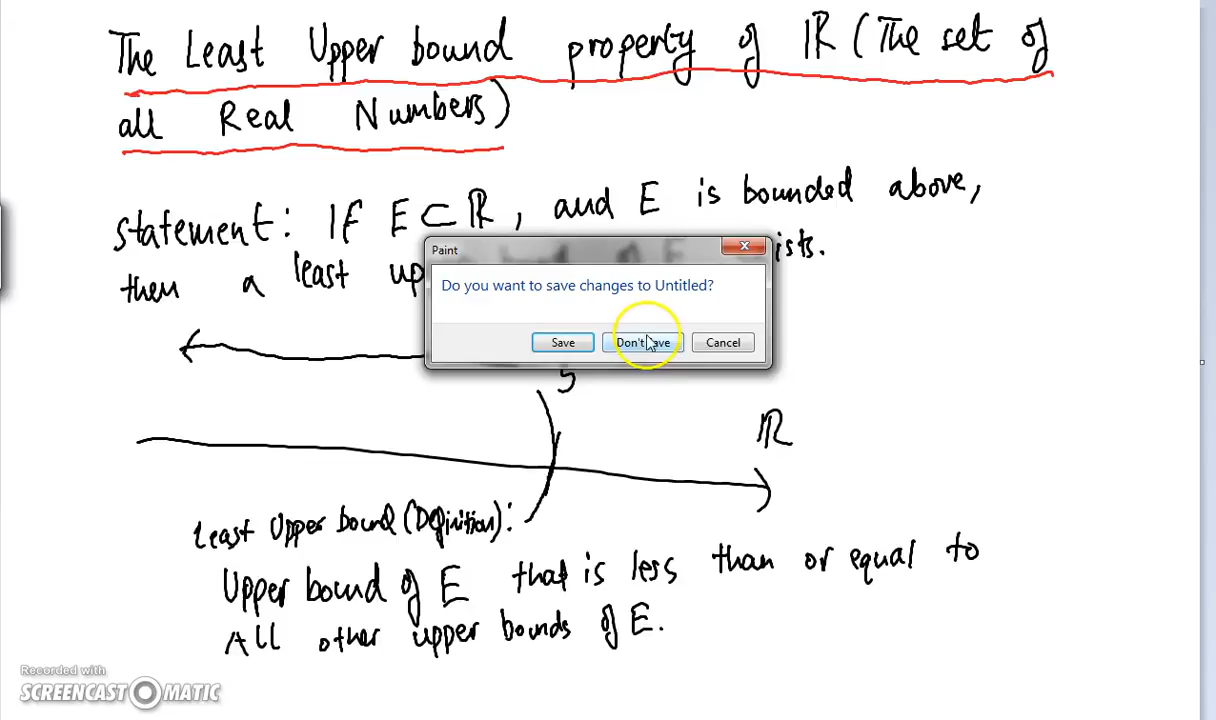 The Least Upper bound property of ℝ (The set of
all Real Numbers)
statement: If E ⊂ ℝ, and E is bounded above,
then a least up ists.
Paint
Do you want to save changes to Untitled?
Save Don't Save Cancel
ℝ
Least Upper bound (Definition):
Upper bound of E that is less than or equal to
All other upper bounds of E.
Recorded with
SCREENCAST MATIC